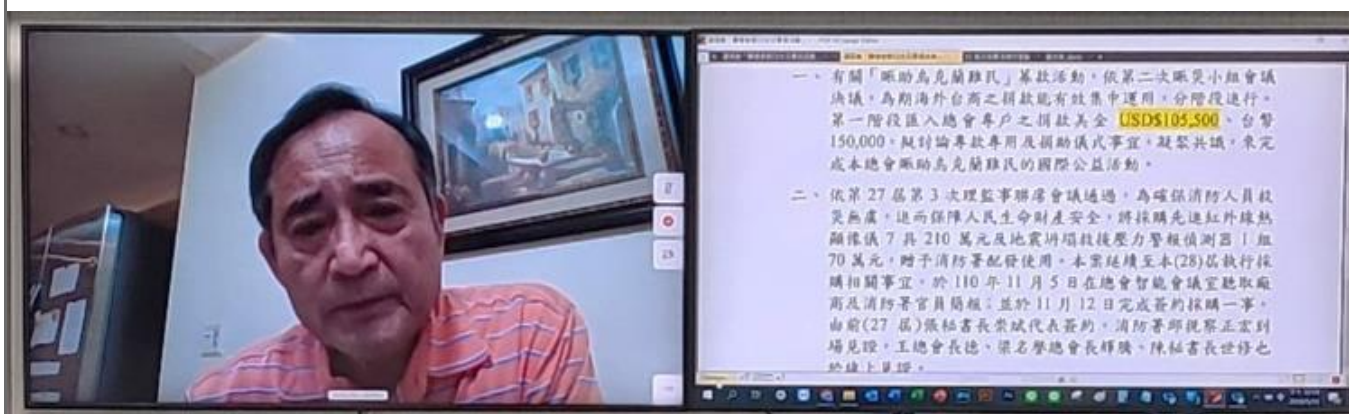 一、有關「賑助烏克蘭難民」募款活動，依第二次賑災小組會議
決議，為期海外台商之捐款能有效集中運用，分階段進行。
第一階段匯入總會專戶之捐款美金 USD$105,500、台幣
150,000，擬討論專款專用及捐助儀式事宜，凝聚共識，來完
成本總會賑助烏克蘭難民的國際公益活動。
二、依第 27 屆第 3 次理監事聯席會議通過，為確保消防人員救
災無虞，進而保障人民生命財產安全，將採購先進紅外線熱
顯像儀 7 具 210 萬元及地震坍塌救援壓力警報偵測器 1 組
70 萬元，贈予消防署配發使用。本案延續至本(28)屆執行採
購相關事宜。於 110 年 11 月 5 日在總會智能會議室聽取廠
商及消防署官員簡報；並於 11 月 12 日完成簽約採購一事。
由前(27 屆)張秘書長崇斌代表簽約，消防署邱視察正宏到
場見證，王總會長德、梁名譽總會長輝騰、陳秘書長世修也
於線上見證。